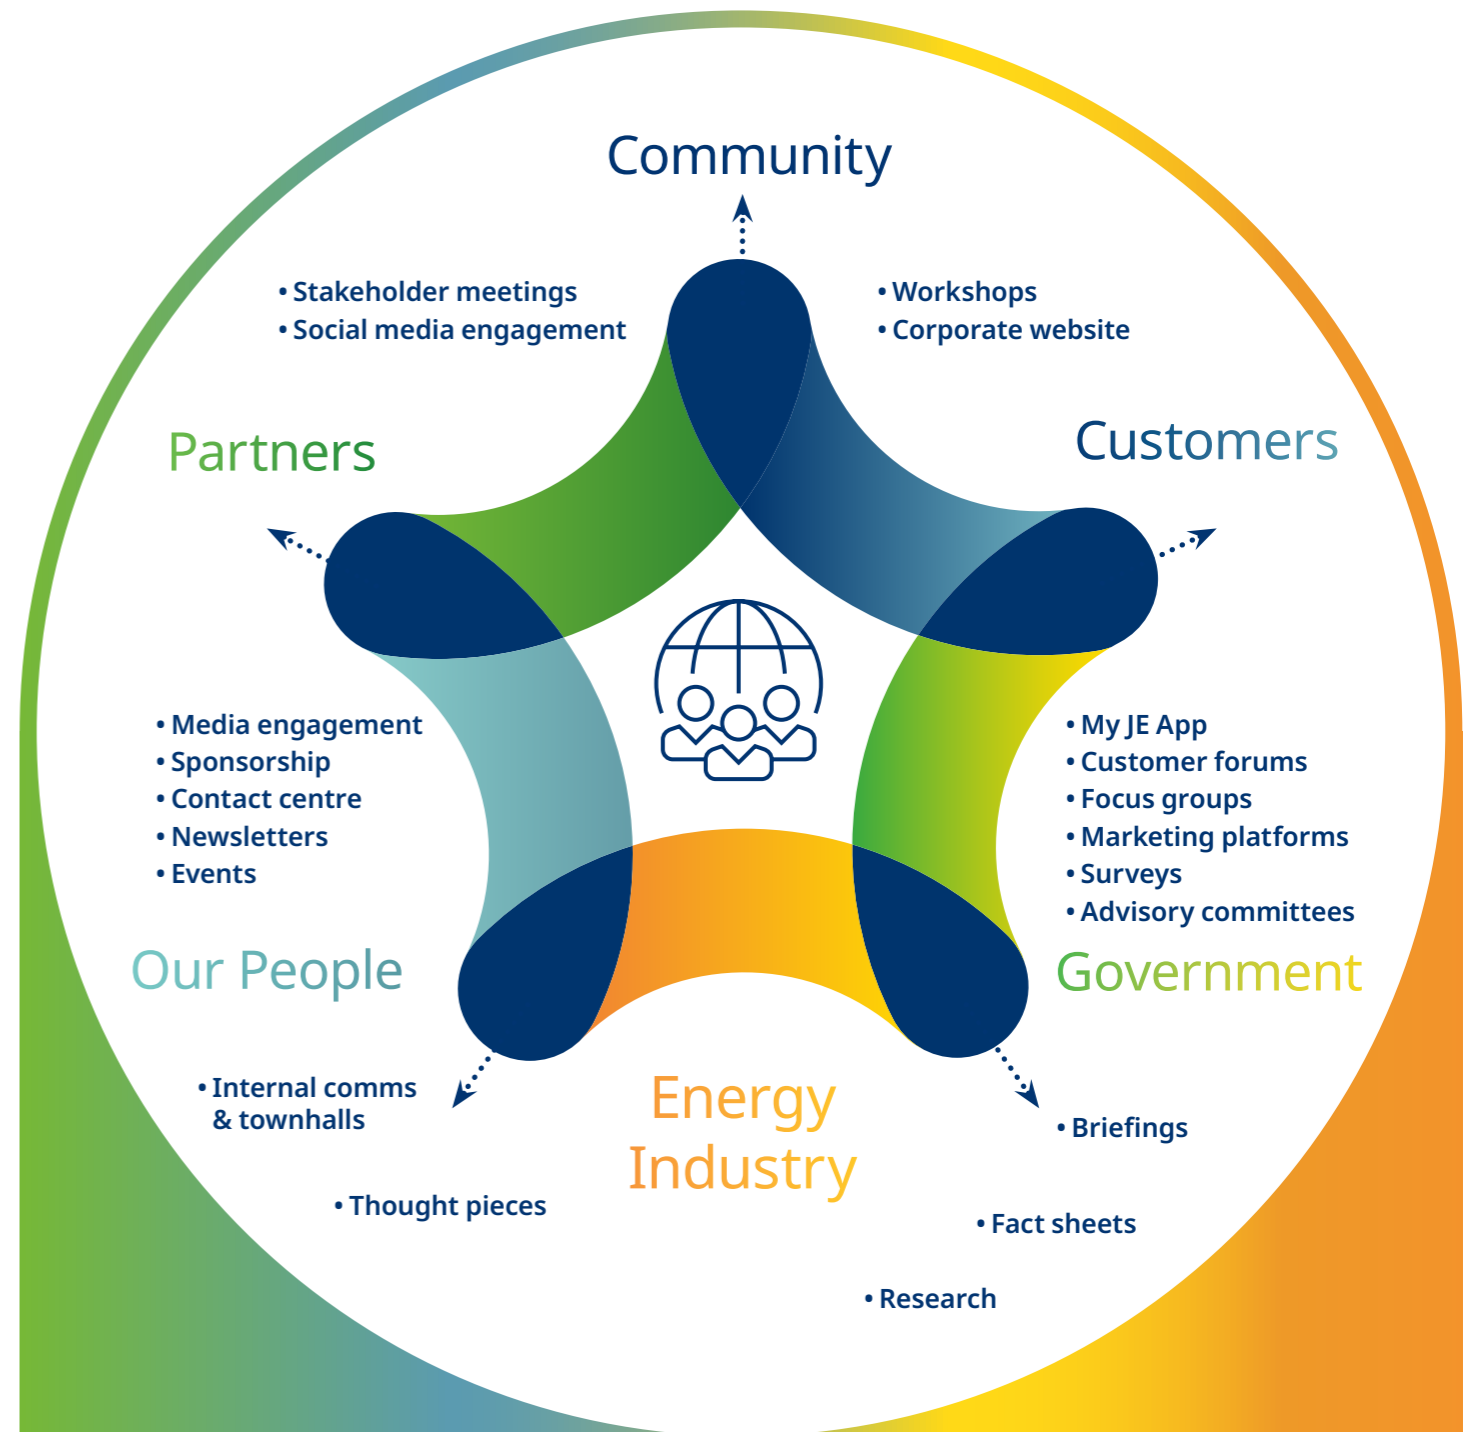 Community
• Stakeholder meetings
• Social media engagement
• Workshops
• Corporate website
Partners
Customers
• Media engagement
• Sponsorship
• Contact centre
• Newsletters
• Events
• My JE App
• Customer forums
• Focus groups
• Marketing platforms
• Surveys
• Advisory committees
Our People
Government
• Internal comms
& townhalls
Energy
Industry
• Briefings
• Thought pieces
• Fact sheets
• Research